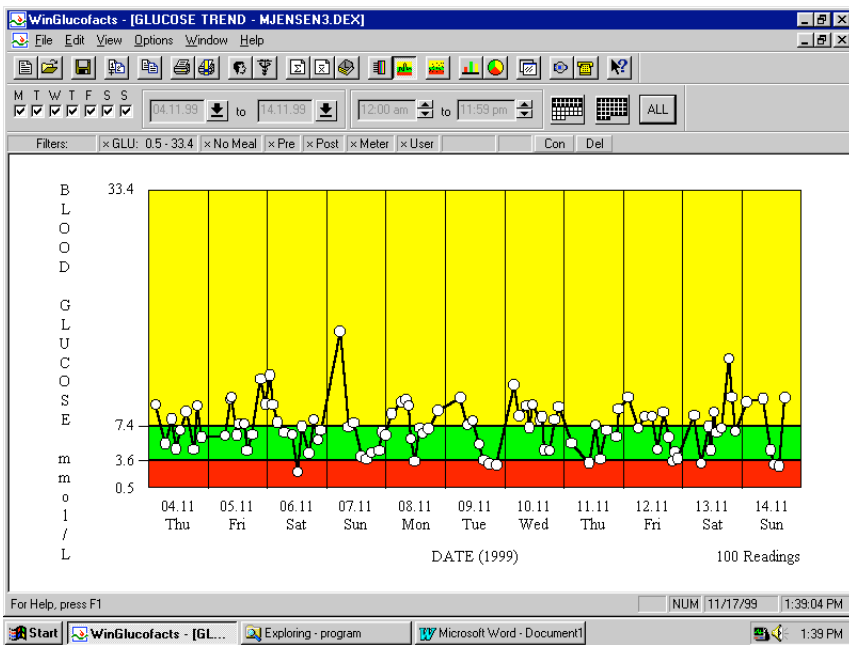 WinGlucofacts - [GLUCOSE TREND - MJENSEN3.DEX]
File Edit View Options Window Help
M T W T F S S
04.11.99 to 14.11.99 12:00 am to 11:59 pm ALL
Filters: × GLU: 0.5 - 33.4 × No Meal × Pre × Post × Meter × User Con Del
BLOOD GLUCOSE mmol/L
33.4
7.4
3.6
0.5
04.11 05.11 06.11 07.11 08.11 09.11 10.11 11.11 12.11 13.11 14.11
Thu Fri Sat Sun Mon Tue Wed Thu Fri Sat Sun
DATE (1999) 100 Readings
For Help, press F1 NUM 11/17/99 1:39:04 PM
Start WinGlucofacts - [GL... Exploring - program Microsoft Word - Document1 1:39 PM